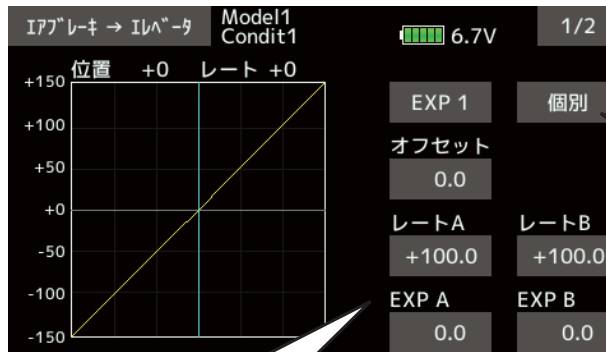 ｴｱﾌﾞﾚｰｷ → ｴﾚﾍﾞｰﾀ
Model1
Condit1
6.7V
1/2
位置 +0 レート +0
+150
+100
+50
+0
-50
-100
-150
EXP 1
個別
オフセット
0.0
レートA
レートB
+100.0
+100.0
EXP A
EXP B
0.0
0.0